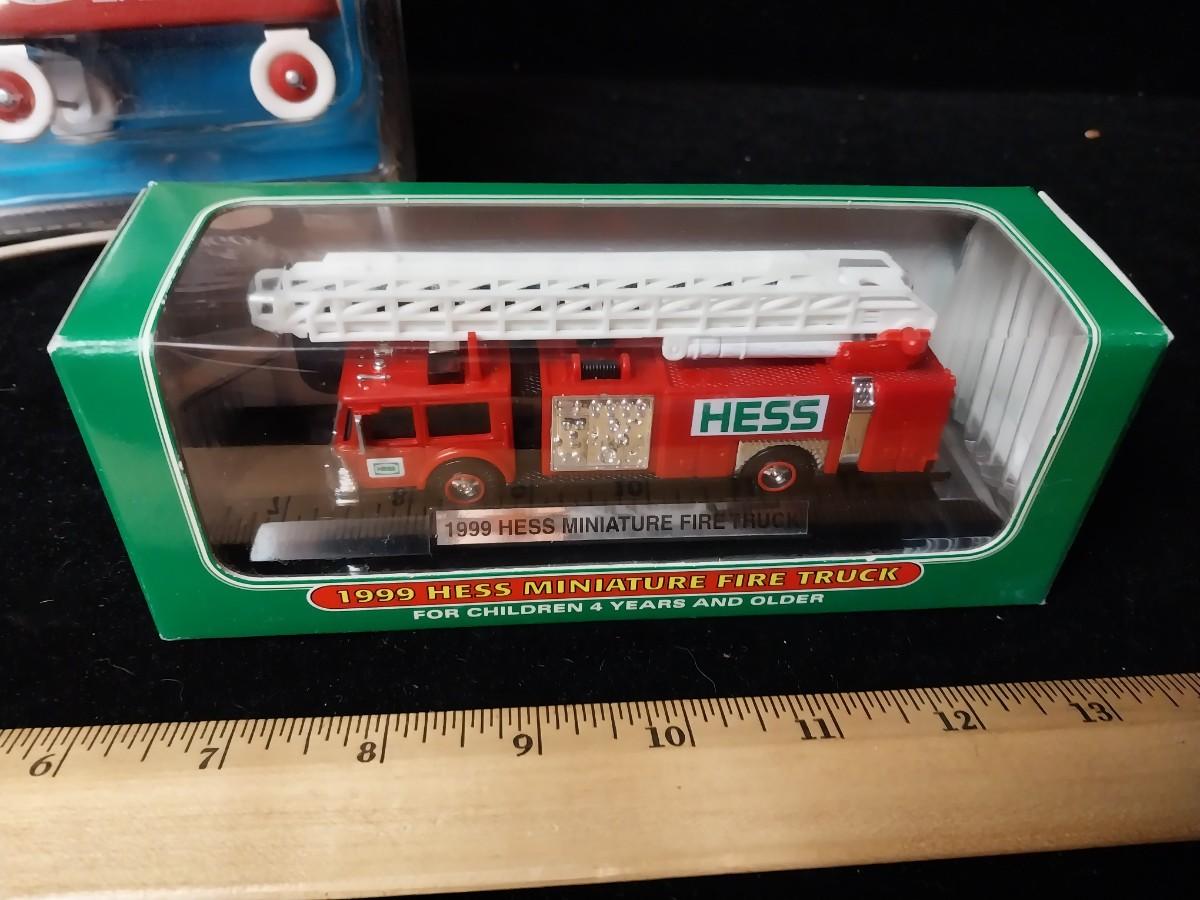 HESS
HESS
1999 HESS MINIATURE FIRE TRUCK
1999 HESS MINIATURE FIRE TRUCK
FOR CHILDREN 4 YEARS AND OLDER
6 7 8 9 10 11 12 13